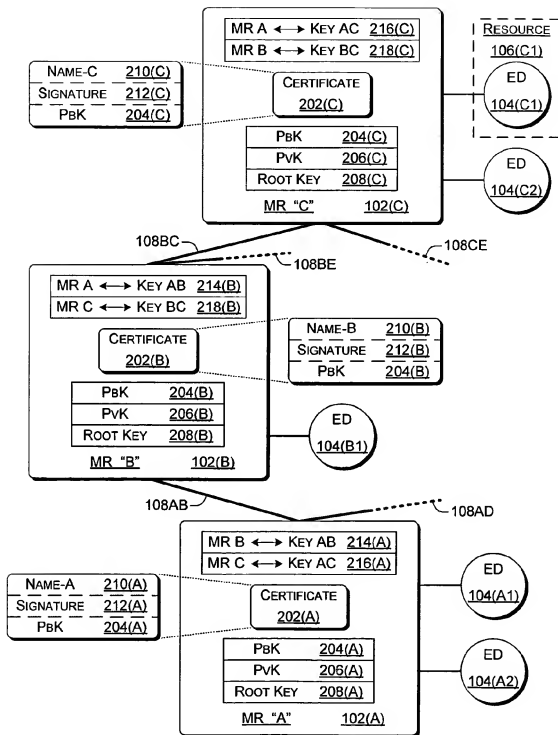 MR A ↔ KEY AC 216(C)
MR B ↔ KEY BC 218(C)
RESOURCE
106(C1)
NAME-C 210(C)
SIGNATURE 212(C)
PBK 204(C)
CERTIFICATE
202(C)
ED
104(C1)
PBK 204(C)
PVK 206(C)
ROOT KEY 208(C)
MR "C" 102(C)
ED
104(C2)
108BC
108BE
108CE
MR A ↔ KEY AB 214(B)
MR C ↔ KEY BC 218(B)
CERTIFICATE
202(B)
NAME-B 210(B)
SIGNATURE 212(B)
PBK 204(B)
PBK 204(B)
PVK 206(B)
ROOT KEY 208(B)
MR "B" 102(B)
ED
104(B1)
108AB
108AD
MR B ↔ KEY AB 214(A)
MR C ↔ KEY AC 216(A)
NAME-A 210(A)
SIGNATURE 212(A)
PBK 204(A)
CERTIFICATE
202(A)
ED
104(A1)
PBK 204(A)
PVK 206(A)
ROOT KEY 208(A)
MR "A" 102(A)
ED
104(A2)